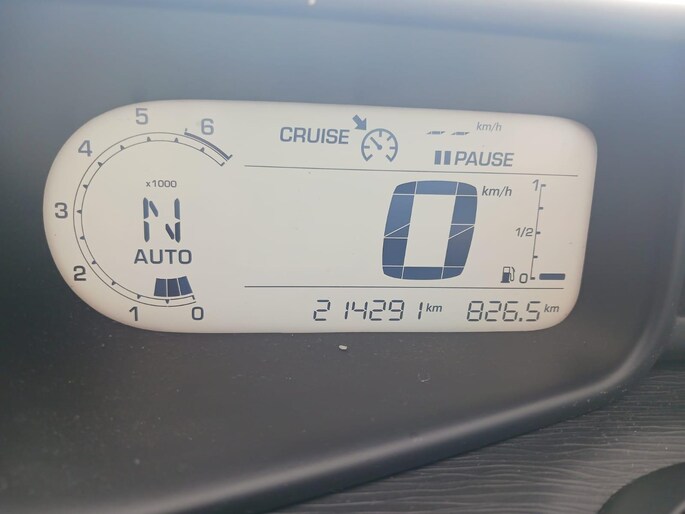 5
6
4
x1000
3
N
AUTO
2
1
0
CRUISE
-- -- km/h
PAUSE
0 km/h
1
1/2
0
214291 km 826.5 km